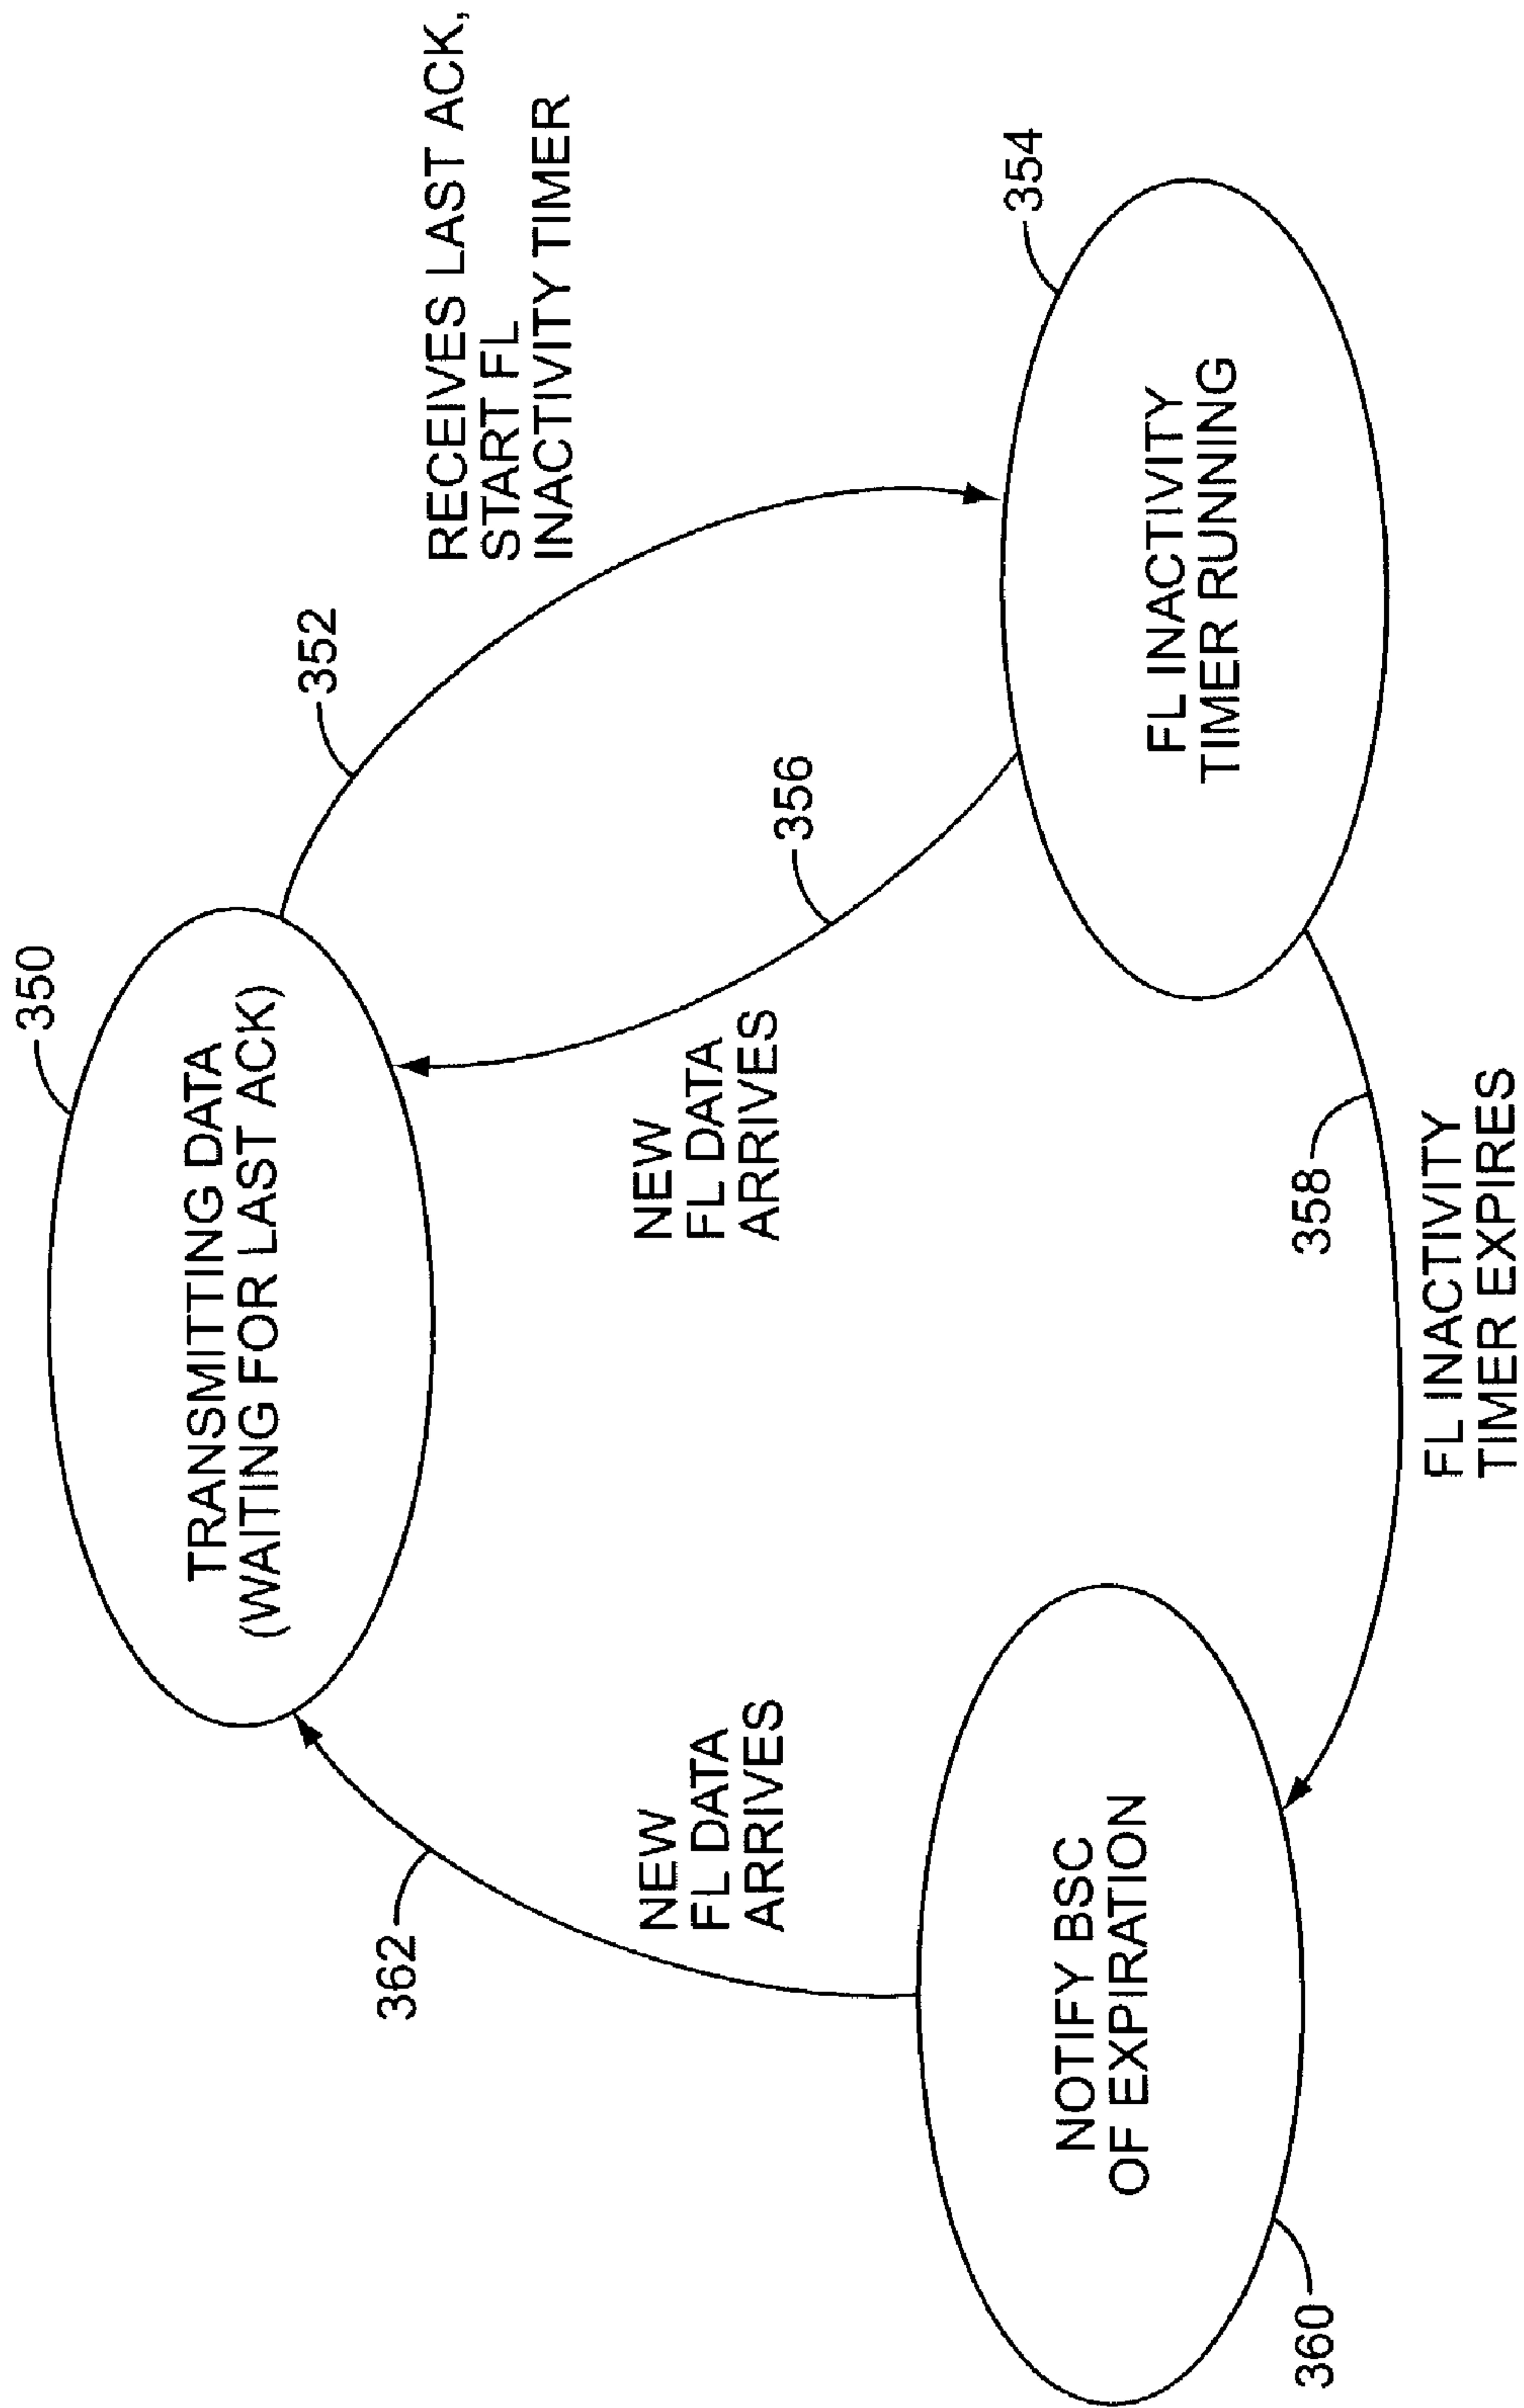 350
TRANSMITTING DATA
(WAITING FOR LAST ACK)
352
RECEIVES LAST ACK,
START FL
INACTIVITY TIMER
362
NEW
FL DATA
ARRIVES
NEW
FL DATA
ARRIVES
356
354
NOTIFY BSC
OF EXPIRATION
FL INACTIVITY
TIMER RUNNING
360
358
FL INACTIVITY
TIMER EXPIRES